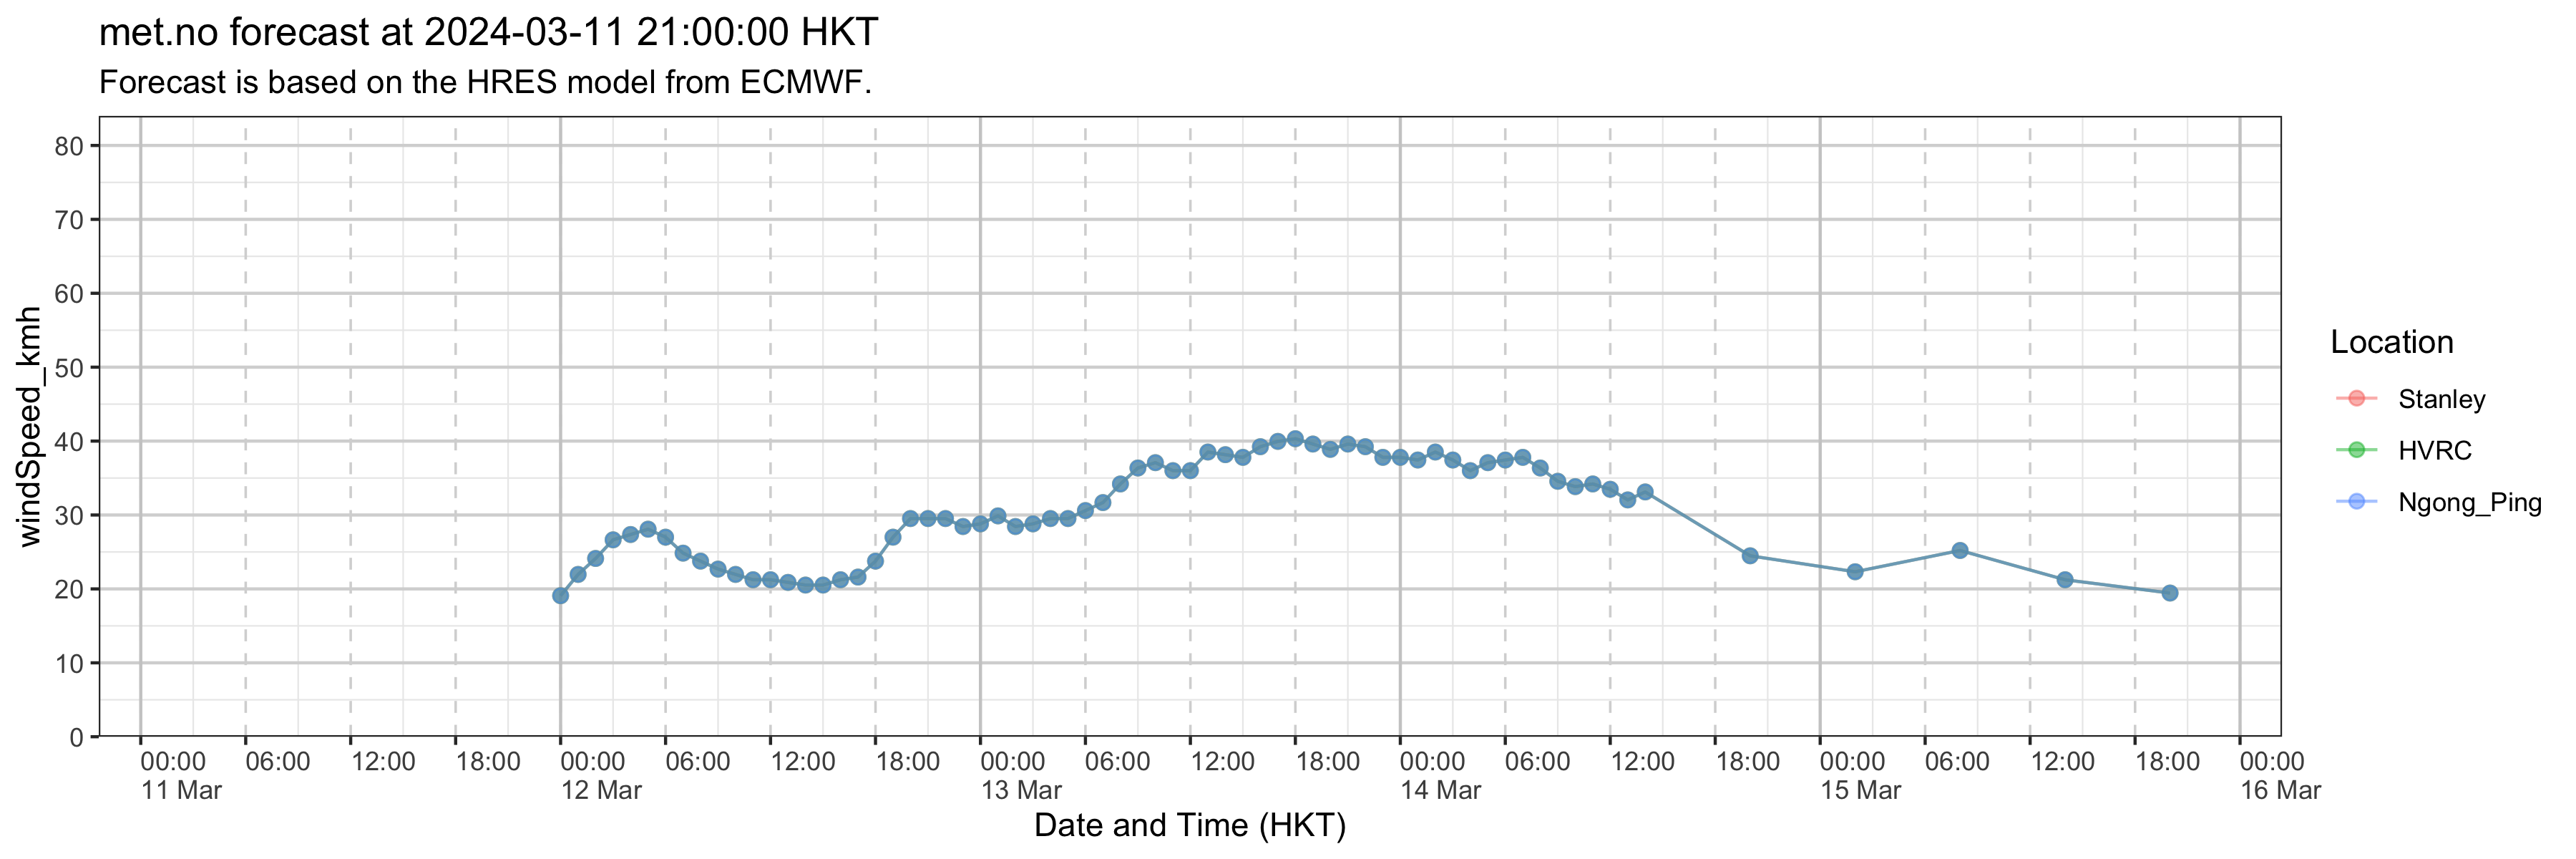 met.no forecast at 2024-03-11 21:00:00 HKT
Forecast is based on the HRES model from ECMWF.
windSpeed_kmh
80
70
60
50
40
30
20
10
0
00:00 06:00 12:00 18:00 00:00 06:00 12:00 18:00 00:00 06:00 12:00 18:00 00:00 06:00 12:00 18:00 00:00 06:00 12:00 18:00 00:00
11 Mar 12 Mar 13 Mar 14 Mar 15 Mar 16 Mar
Date and Time (HKT)
Location
Stanley
HVRC
Ngong_Ping